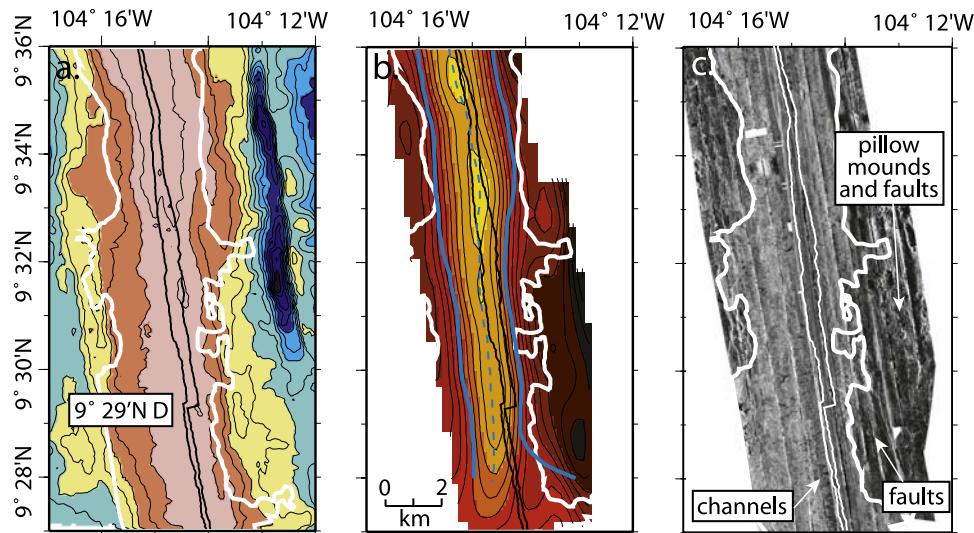 104° 16'W
104° 12'W
104° 16'W
104° 12'W
104° 16'W
104° 12'W
9° 36'N
9° 34'N
9° 32'N
9° 30'N
9° 28'N
a.
b.
c.
9° 29'N D
0 2
km
pillow
mounds
and faults
channels
faults